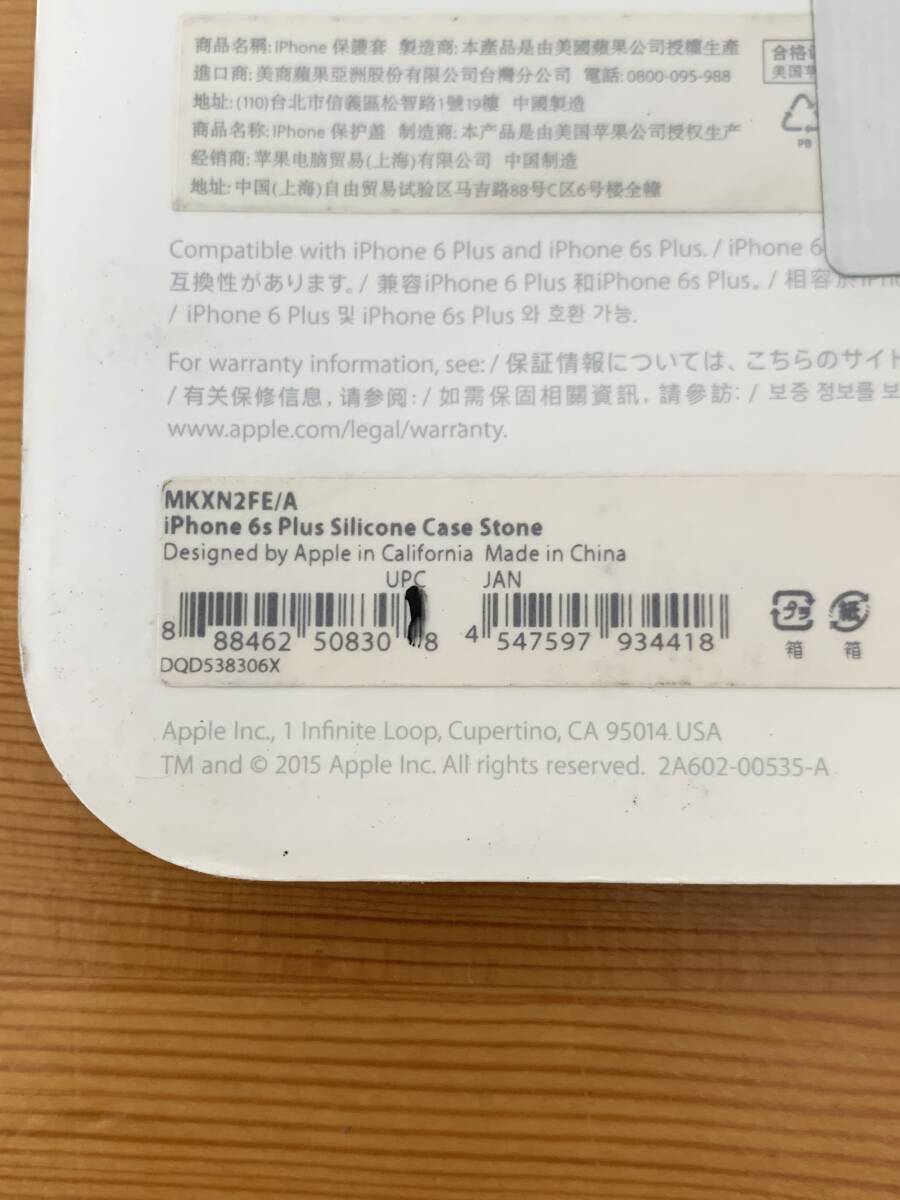 商品名稱: iPhone 保護套 製造商: 本產品是由美國蘋果公司授權生產
進口商: 美商蘋果亞洲股份有限公司台灣分公司 電話: 0800-095-988
地址: (110)台北市信義區松智路1號19樓 中國製造
商品名称: iPhone 保护盖 制造商: 本产品是由美国苹果公司授权生产
经销商: 苹果电脑贸易(上海)有限公司 中国制造
地址: 中国(上海)自由贸易试验区马吉路88号C区6号楼全幢
合格
美国苹
PB
Compatible with iPhone 6 Plus and iPhone 6s Plus. / iPhone 6
互換性があります。/ 兼容iPhone 6 Plus 和iPhone 6s Plus。/ 相容於iPh
/ iPhone 6 Plus 및 iPhone 6s Plus 와 호환 가능.
For warranty information, see: / 保証情報については、こちらのサイト
/ 有关保修信息，请参阅: / 如需保固相關資訊，請參訪: / 보증 정보를 보
www.apple.com/legal/warranty.
MKXN2FE/A
iPhone 6s Plus Silicone Case Stone
Designed by Apple in California Made in China
UPC JAN
8 88462 50830 8 4 547597 934418
プラ 紙
箱 箱
DQD538306X
Apple Inc., 1 Infinite Loop, Cupertino, CA 95014 USA
TM and © 2015 Apple Inc. All rights reserved. 2A602-00535-A